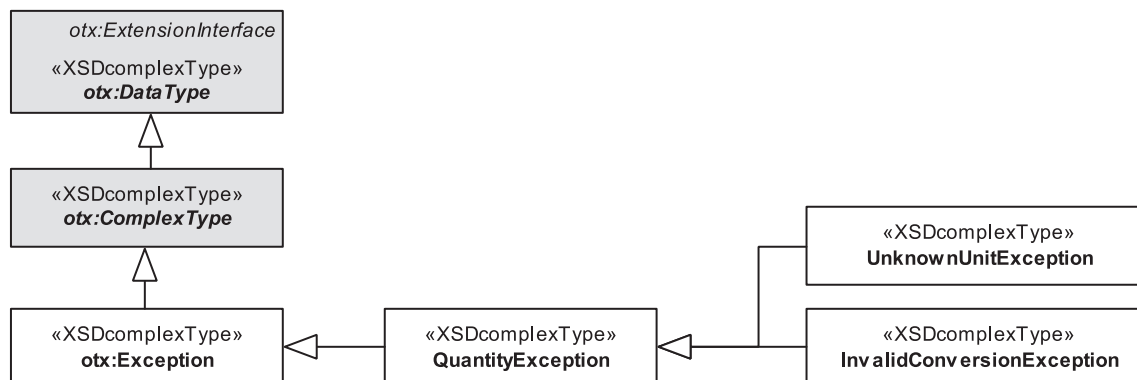 otx:ExtensionInterface
«XSDcomplexType»
otx:DataType
«XSDcomplexType»
otx:ComplexType
«XSDcomplexType»
UnknownUnitException
«XSDcomplexType»
otx:Exception
«XSDcomplexType»
QuantityException
«XSDcomplexType»
InvalidConversionException